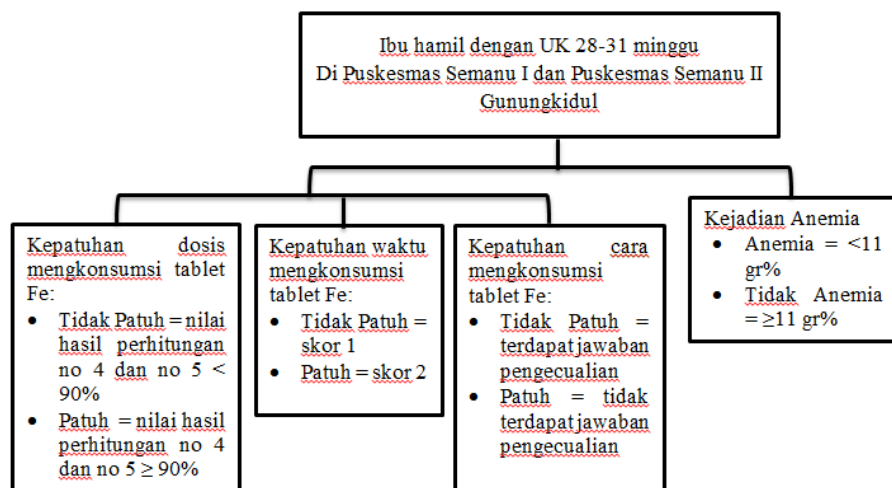 Ibu hamil dengan UK 28-31 minggu
Di Puskesmas Semanu I dan Puskesmas Semanu II
Gunungkidul
Kepatuhan dosis
mengkonsumsi tablet
Fe:
• Tidak Patuh = nilai
hasil perhitungan
no 4 dan no 5 <
90%
• Patuh = nilai hasil
perhitungan no 4
dan no 5 ≥ 90%
Kepatuhan waktu
mengkonsumsi
tablet Fe:
• Tidak Patuh =
skor 1
• Patuh = skor 2
Kepatuhan cara
mengkonsumsi
tablet Fe:
• Tidak Patuh =
terdapat jawaban
pengecualian
• Patuh = tidak
terdapat jawaban
pengecualian
Kejadian Anemia
• Anemia = <11
gr%
• Tidak Anemia
= ≥11 gr%